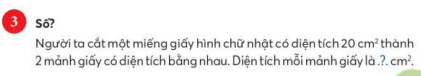 3 Số?
Người ta cắt một miếng giấy hình chữ nhật có diện tích 20 cm² thành
2 mảnh giấy có diện tích bằng nhau. Diện tích mỗi mảnh giấy là .?. cm².